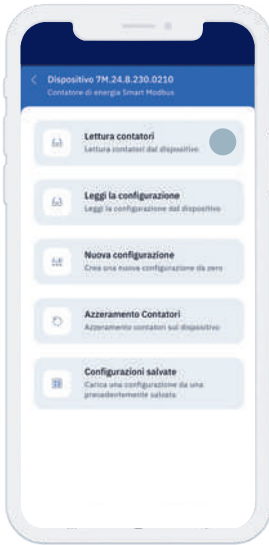 Dispositivo 7M.24.8.230.0210
Contatore di energia Smart Modbus
Lettura contatori
Lettura contatori dal dispositivo
Leggi la configurazione
Leggi la configurazione dal dispositivo
Nuova configurazione
Crea una nuova configurazione da zero
Azzeramento Contatori
Azzeramento contatori sul dispositivo
Configurazioni salvate
Carica una configurazione da una
precedentemente salvata